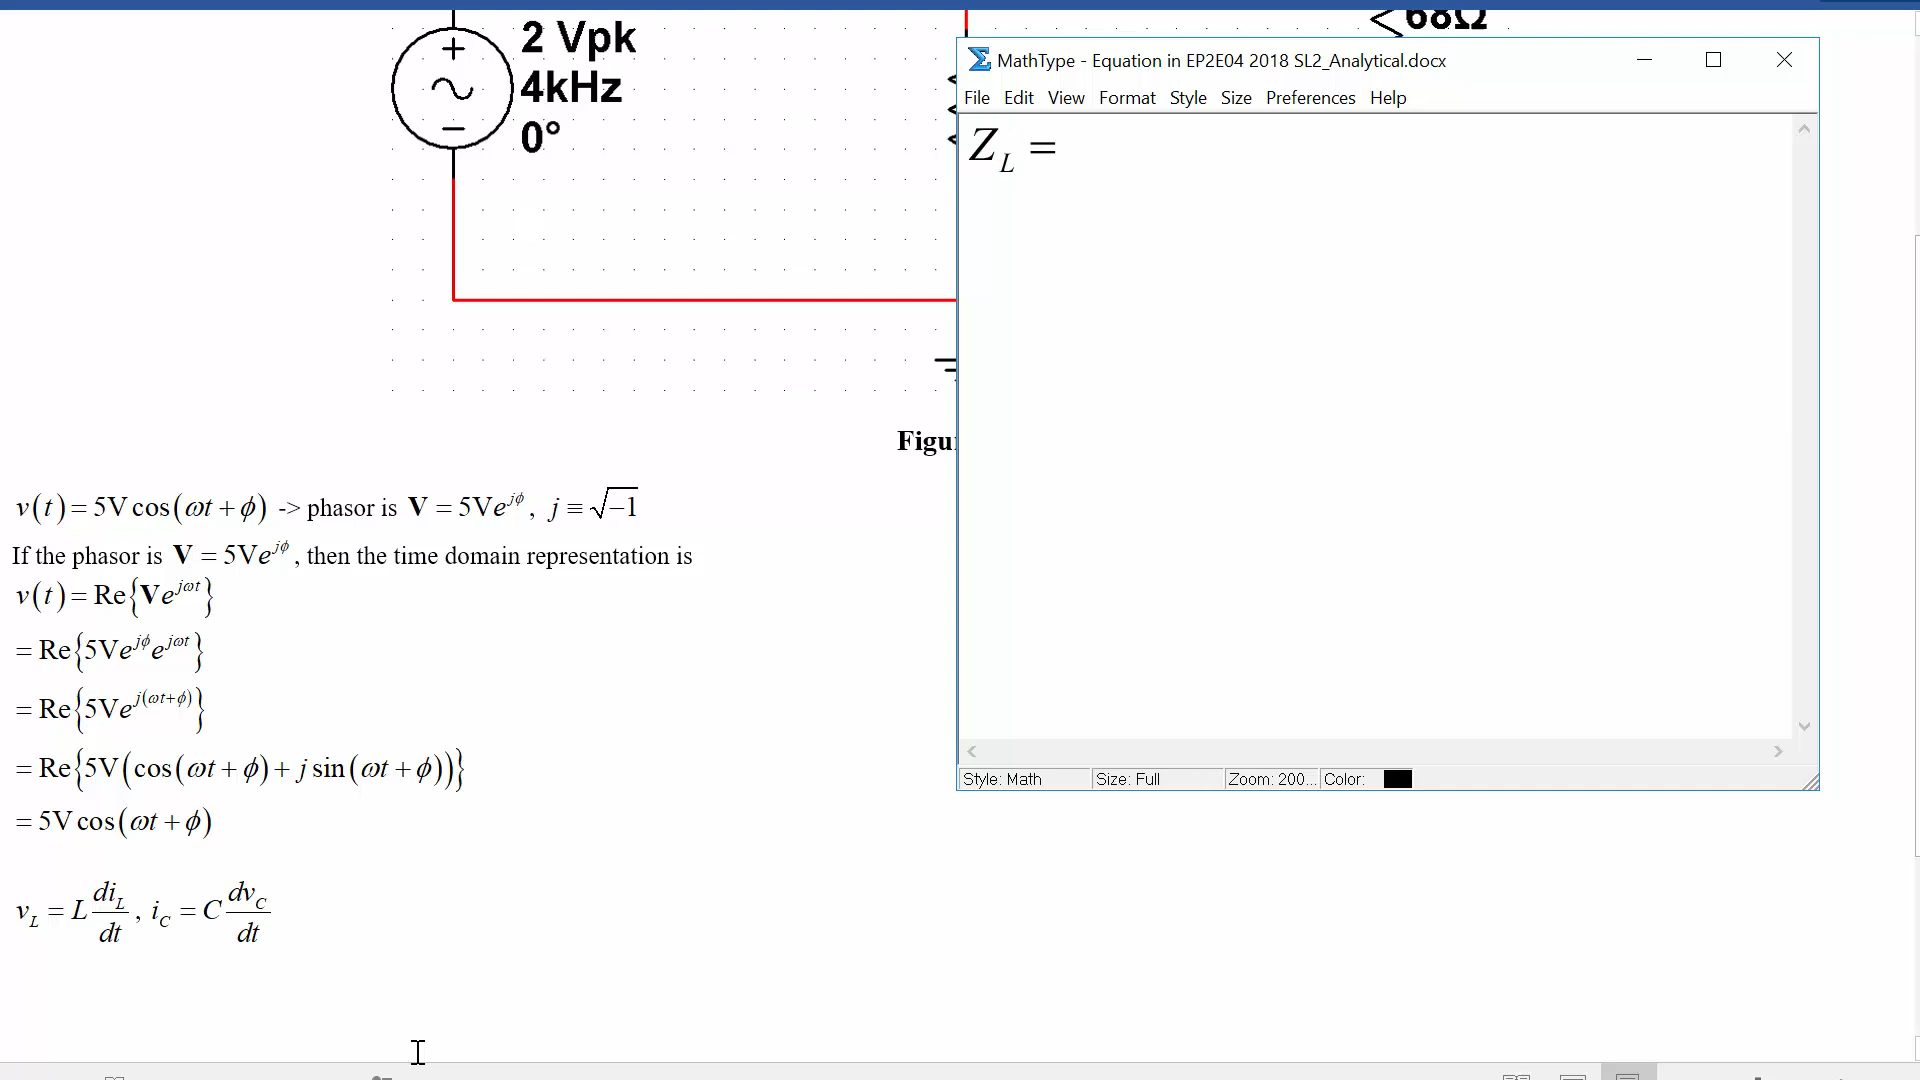 2 Vpk
4kHz
0°
68Ω
MathType - Equation in EP2E04 2018 SL2_Analytical.docx
File Edit View Format Style Size Preferences Help
Z_L =
Style: Math Size: Full Zoom: 200... Color:
Figu
v(t) = 5V cos(ωt + ϕ) -> phasor is V = 5Ve^{jϕ}, j ≡ √−1
If the phasor is V = 5Ve^{jϕ}, then the time domain representation is
v(t) = Re{Ve^{jωt}}
= Re{5Ve^{jϕ}e^{jωt}}
= Re{5Ve^{j(ωt+ϕ)}}
= Re{5V(cos(ωt + ϕ) + j sin(ωt + ϕ))}
= 5V cos(ωt + ϕ)
v_L = L di_L/dt, i_C = C dv_C/dt